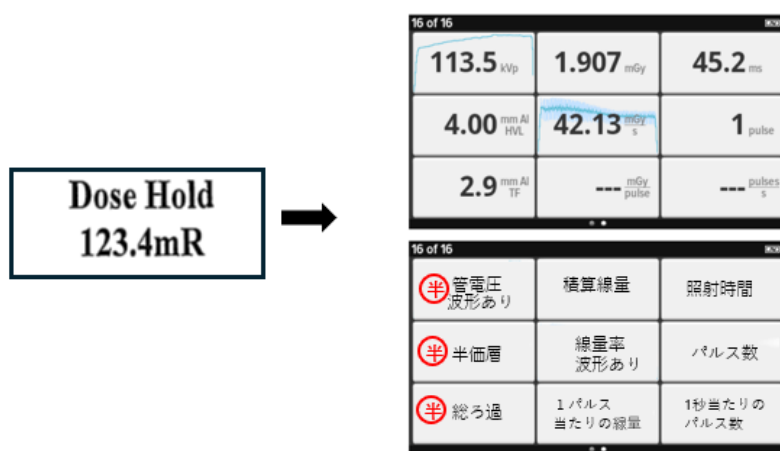 Dose Hold
123.4mR
16 of 16
113.5 kVp
1.907 mGy
45.2 ms
4.00 mm Al HVL
42.13 mGy s
1 pulse
2.9 mm Al TF
--- mGy pulse
--- pulses s
16 of 16
半 管電圧
波形あり
積算線量
照射時間
半 半価層
線量率
波形あり
パルス数
半 総ろ過
1パルス
当たりの線量
1秒当たりの
パルス数